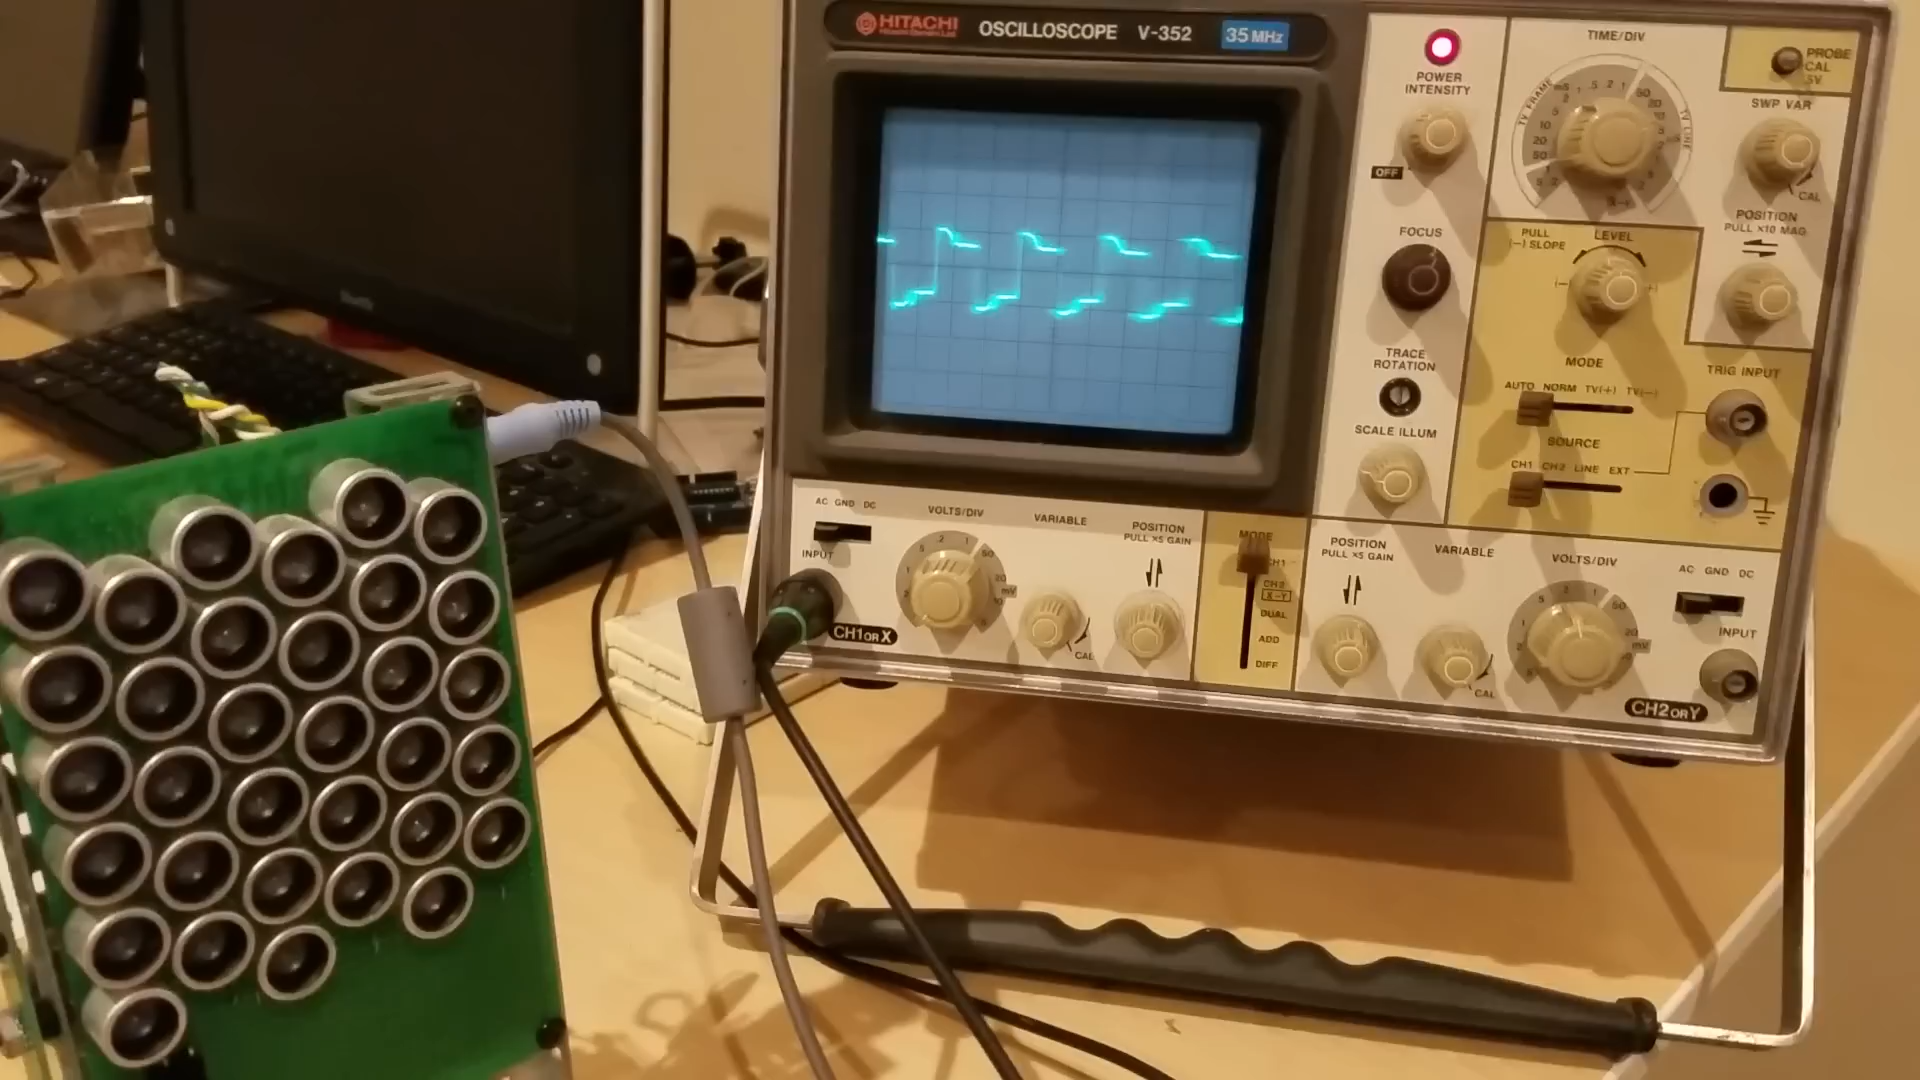 HITACHI
OSCILLOSCOPE V-352 35 MHz
POWER
INTENSITY
OFF
FOCUS
TRACE
ROTATION
SCALE ILLUM
TIME/DIV
PROBE
CAL
5V
SWP VAR
CAL
POSITION
PULL ×10 MAG
PULL
(−) SLOPE
LEVEL
MODE
AUTO NORM TV(+) TV(−)
SOURCE
CH1 CH2 LINE EXT
TRIG INPUT
AC GND DC
INPUT
CH1 OR X
VOLTS/DIV
VARIABLE
CAL
POSITION
PULL ×5 GAIN
MODE
CH1
CH2
X-Y
DUAL
ADD
DIFF
POSITION
PULL ×5 GAIN
VARIABLE
CAL
VOLTS/DIV
AC GND DC
INPUT
CH2 OR Y